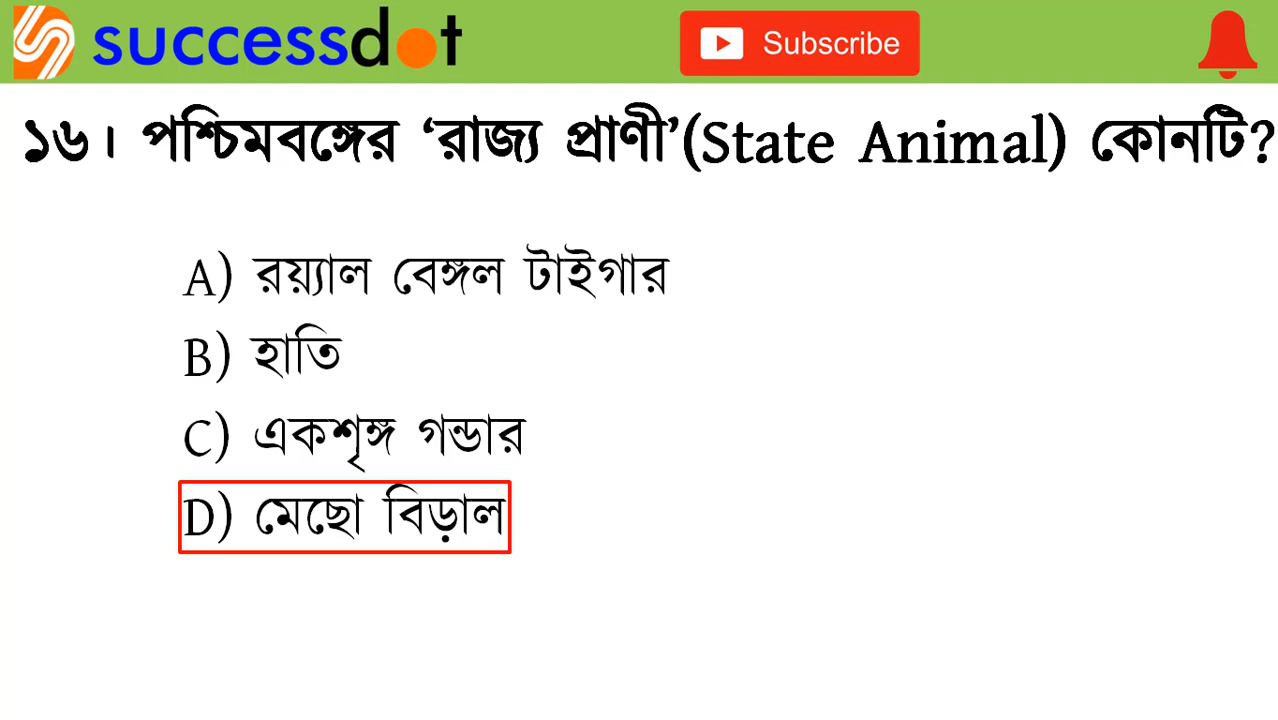 successdot
Subscribe
১৬। পশ্চিমবঙ্গের ‘রাজ্য প্রাণী’(State Animal) কোনটি?
A) রয়্যাল বেঙ্গল টাইগার
B) হাতি
C) একশৃঙ্গ গন্ডার
D) মেছো বিড়াল